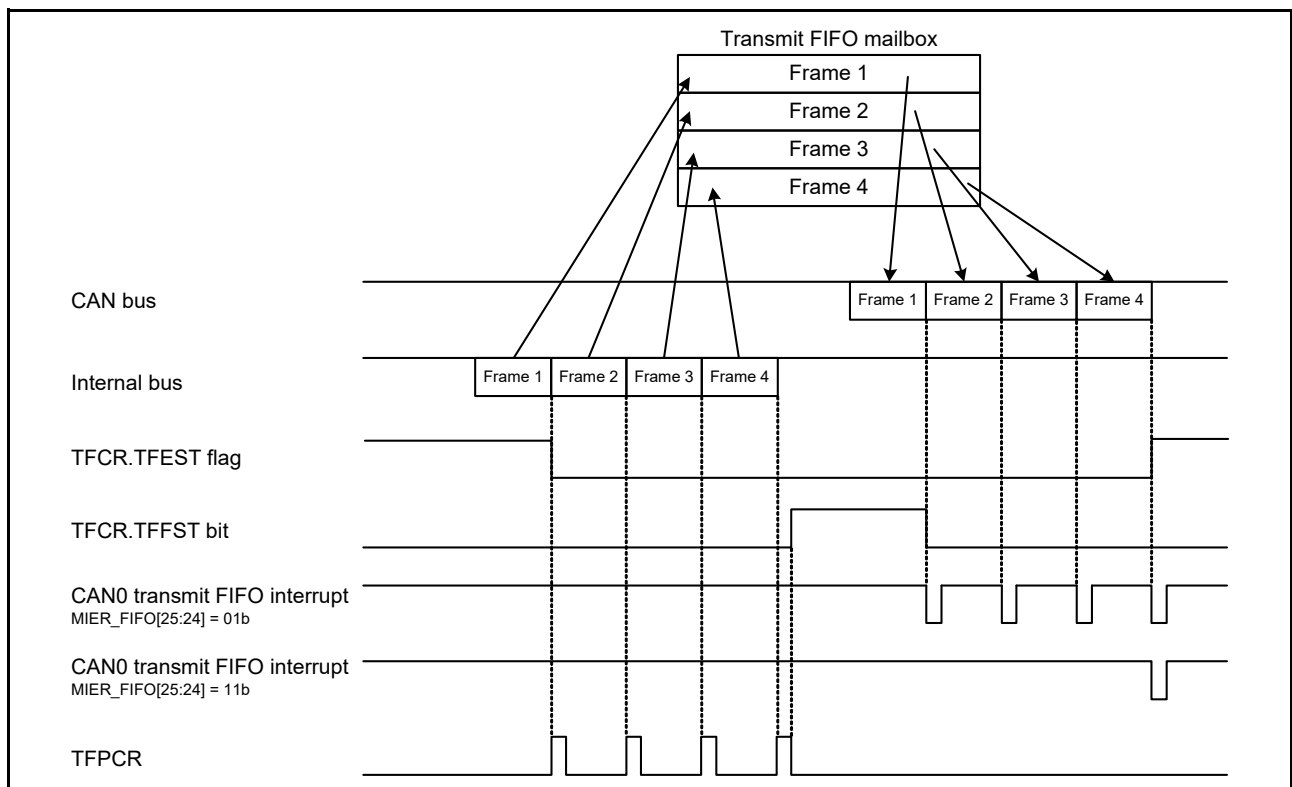 Transmit FIFO mailbox
Frame 1
Frame 2
Frame 3
Frame 4
CAN bus
Frame 1 Frame 2 Frame 3 Frame 4
Internal bus
Frame 1 Frame 2 Frame 3 Frame 4
TFCR.TFEST flag
TFCR.TFFST bit
CAN0 transmit FIFO interrupt
MIER_FIFO[25:24] = 01b
CAN0 transmit FIFO interrupt
MIER_FIFO[25:24] = 11b
TFPCR